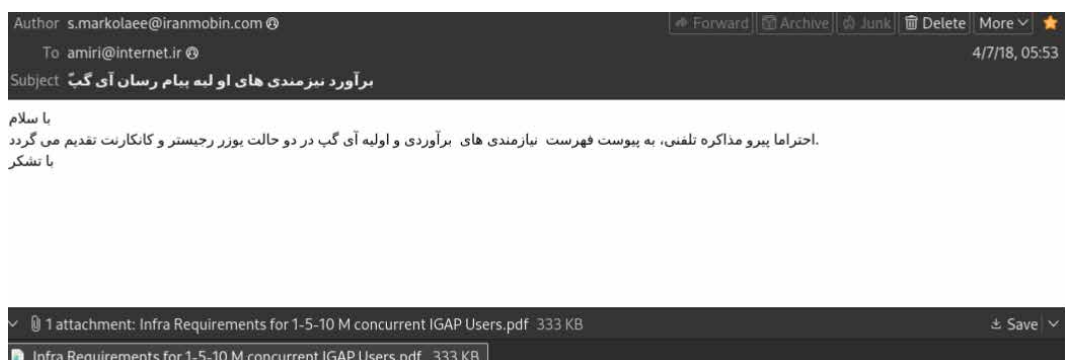 Author s.markolaee@iranmobin.com
Forward Archive Junk Delete More
To amiri@internet.ir
4/7/18, 05:53
Subject برآورد نیزمندی های او لیه پیام رسان آی گپّ
با سلام
احتراما پیرو مذاکره تلفنی، به پیوست فهرست نیازمندی های برآوردی و اولیه آی گپ در دو حالت یوزر رجیستر و کانکارنت تقدیم می گردد.
با تشکر
1 attachment: Infra Requirements for 1-5-10 M concurrent IGAP Users.pdf 333 KB
Save
Infra Requirements for 1-5-10 M concurrent IGAP Users.pdf 333 KB